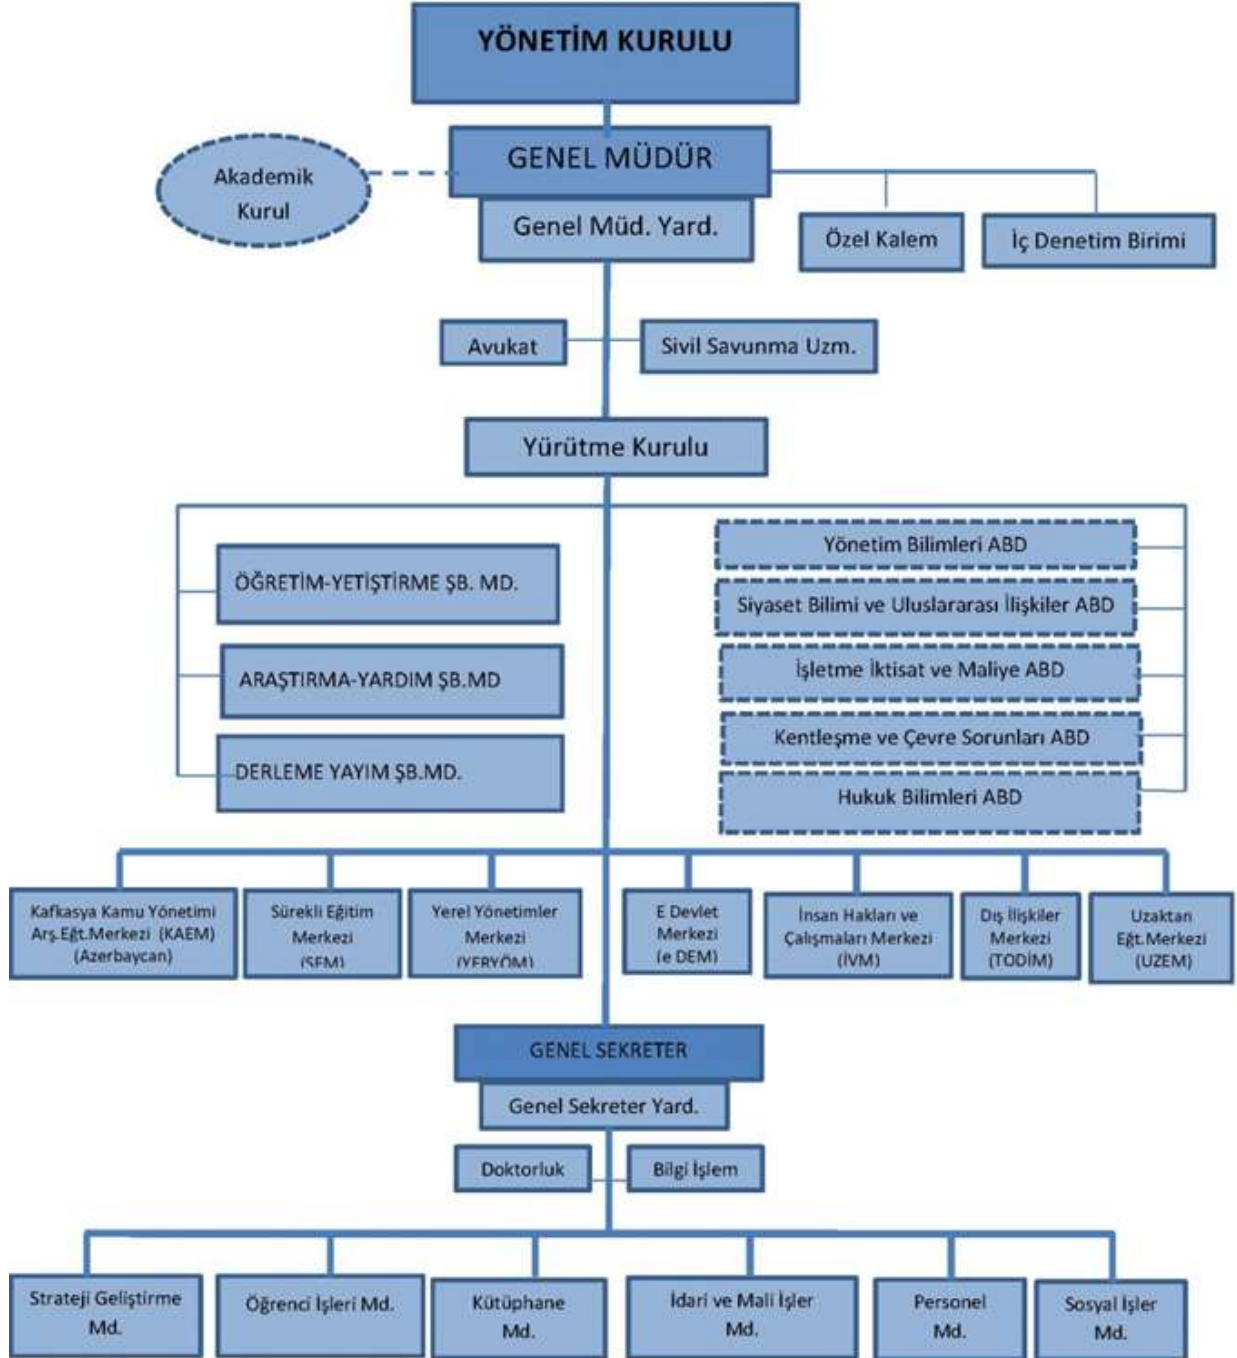 YÖNETİM KURULU
GENEL MÜDÜR
Akademik
Kurul
Genel Müd. Yard.
Özel Kalem
İç Denetim Birimi
Avukat
Sivil Savunma Uzm.
Yürütme Kurulu
ÖĞRETİM-YETİŞTİRME ŞB. MD.
ARAŞTIRMA-YARDIM ŞB.MD
DERLEME YAYIM ŞB.MD.
Yönetim Bilimleri ABD
Siyaset Bilimi ve Uluslararası İlişkiler ABD
İşletme İktisat ve Maliye ABD
Kentleşme ve Çevre Sorunları ABD
Hukuk Bilimleri ABD
Kafkasya Kamu Yönetimi
Arş.Eğt.Merkezi (KAEM)
(Azerbaycan)
Sürekli Eğitim
Merkezi
(SEM)
Yerel Yönetimler
Merkezi
(YERYÖM)
E Devlet
Merkezi
(e DEM)
İnsan Hakları ve
Çalışmaları Merkezi
(İVM)
Dış İlişkiler
Merkezi
(TODİM)
Uzaktan
Eğt.Merkezi
(UZEM)
GENEL SEKRETER
Genel Sekreter Yard.
Doktorluk
Bilgi İşlem
Strateji Geliştirme
Md.
Öğrenci İşleri Md.
Kütüphane
Md.
İdari ve Mali İşler
Md.
Personel
Md.
Sosyal İşler
Md.